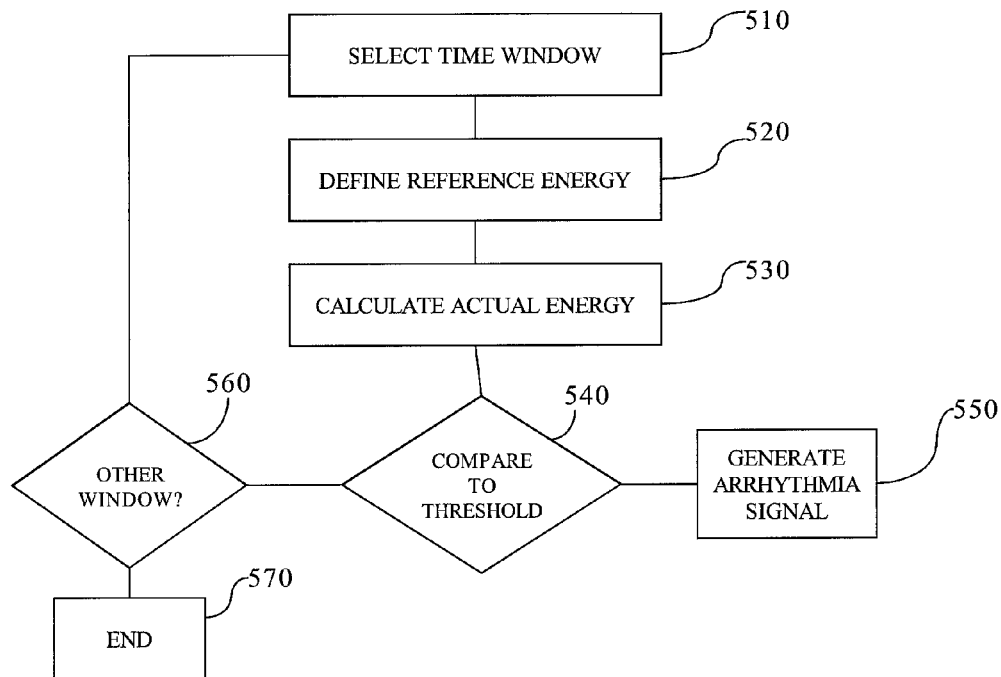 510
SELECT TIME WINDOW
520
DEFINE REFERENCE ENERGY
530
CALCULATE ACTUAL ENERGY
560
540
550
OTHER
WINDOW?
COMPARE
TO
THRESHOLD
GENERATE
ARRHYTHMIA
SIGNAL
570
END